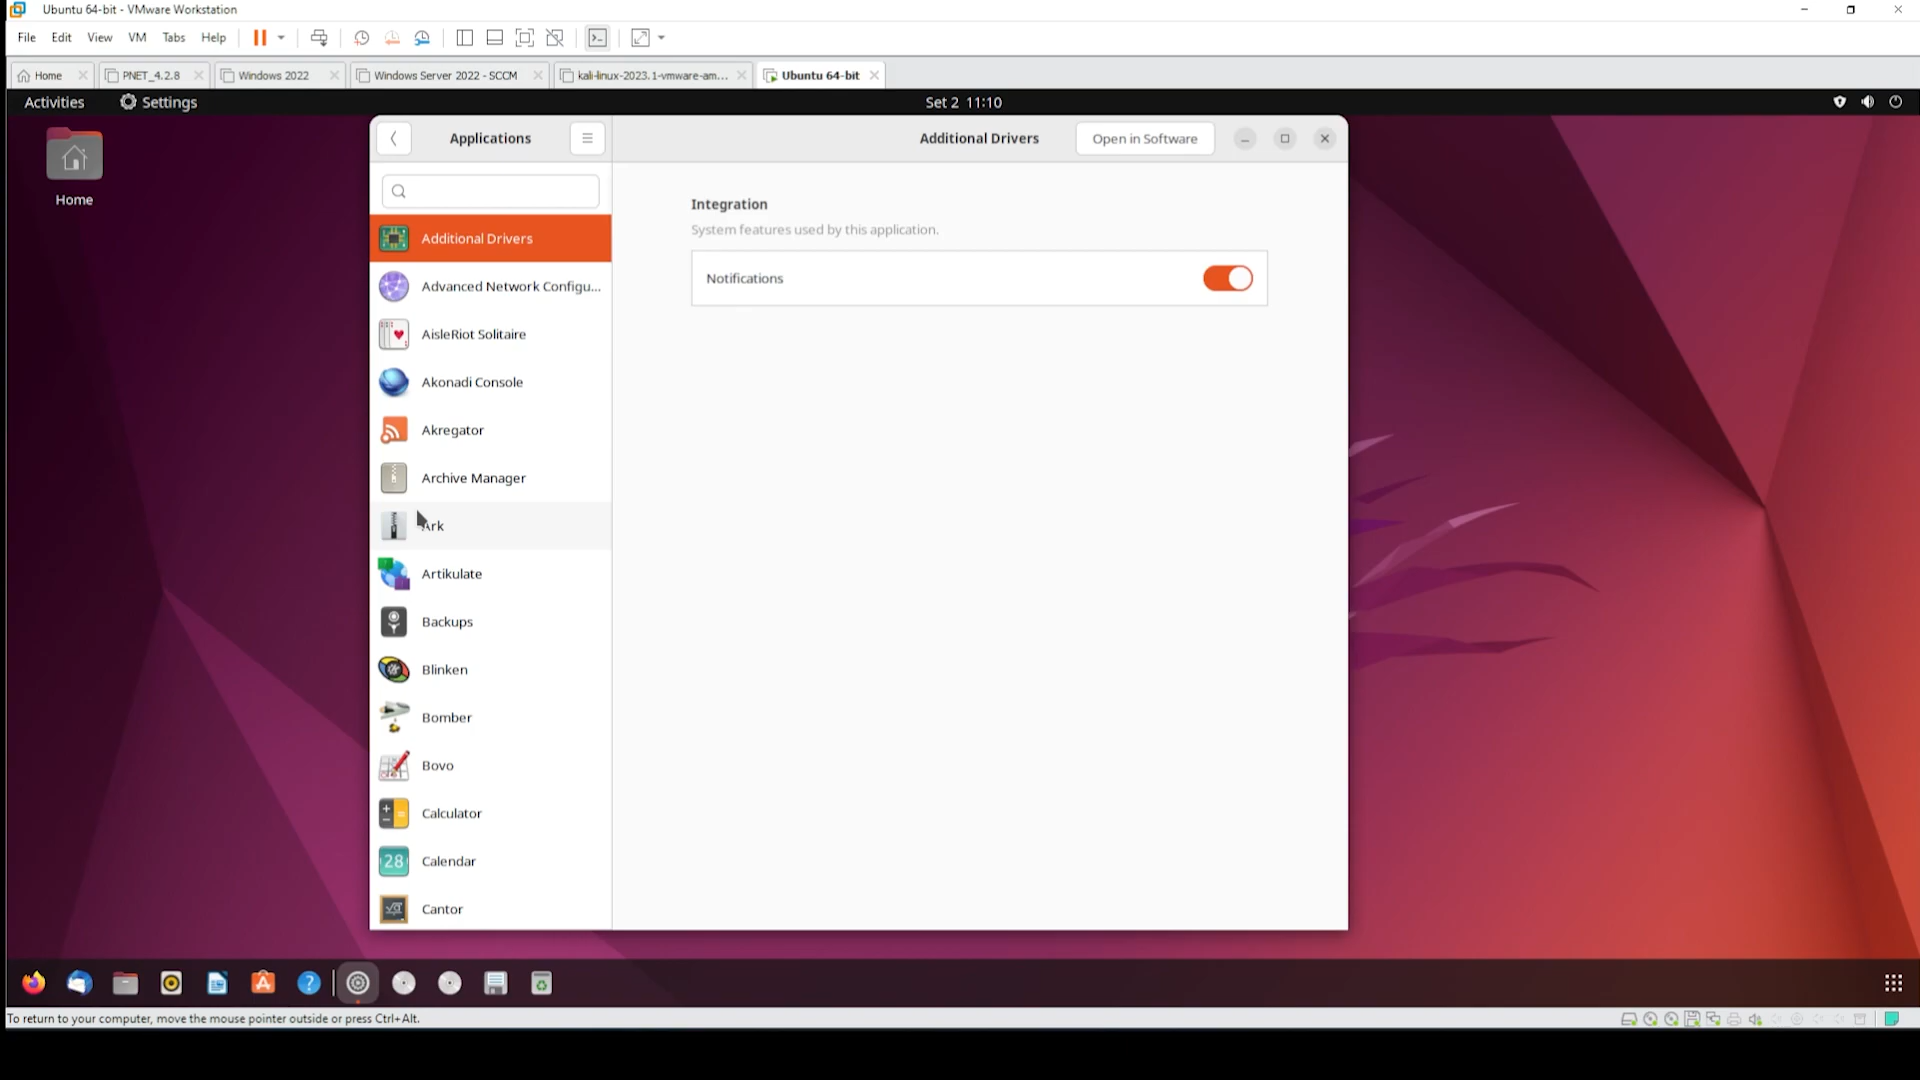 Ubuntu 64-bit - VMware Workstation
File Edit View VM Tabs Help
Home PNET_4.2.8 Windows 2022 Windows Server 2022 - SCCM kali-linux-2023.1-vmware-am... Ubuntu 64-bit
Activities Settings Set 2 11:10
Home
Applications
Additional Drivers
Open in Software
Additional Drivers
Advanced Network Configu...
AisleRiot Solitaire
Akonadi Console
Akregator
Archive Manager
Ark
Artikulate
Backups
Blinken
Bomber
Bovo
Calculator
28 Calendar
Cantor
Integration
System features used by this application.
Notifications
To return to your computer, move the mouse pointer outside or press Ctrl+Alt.